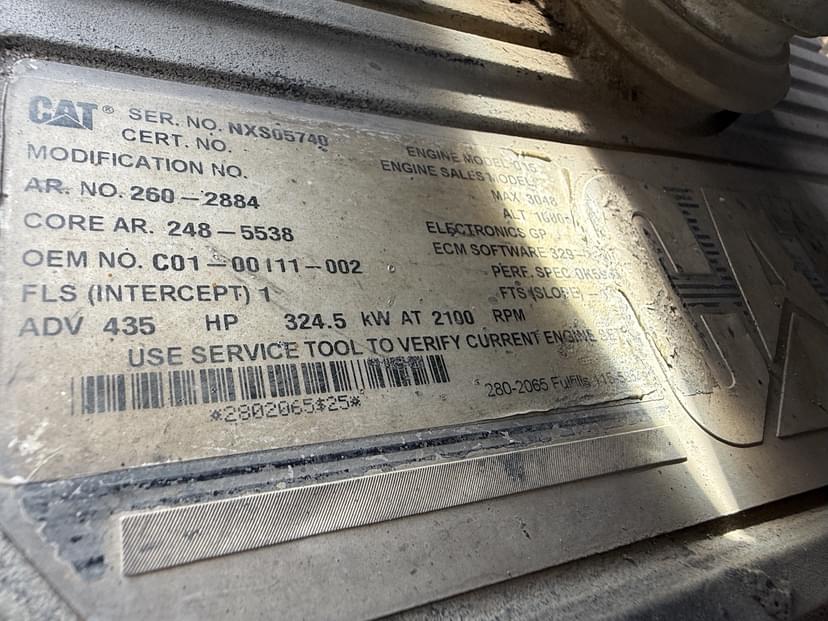 CAT® SER. NO. NXS05740
CERT. NO.
MODIFICATION NO.
AR. NO. 260-2884
CORE AR. 248-5538
OEM NO. C01-00111-002
FLS (INTERCEPT) 1
ADV 435 HP 324.5 kW AT 2100 RPM
USE SERVICE TOOL TO VERIFY CURRENT ENGINE
*2802065$25*
ENGINE MODEL
ENGINE SALES MODEL
MAX 3048
ALT
ELECTRONICS GP
ECM SOFTWARE
PERF. SPEC
FTS (SLOPE)
280-2065 Fulfills